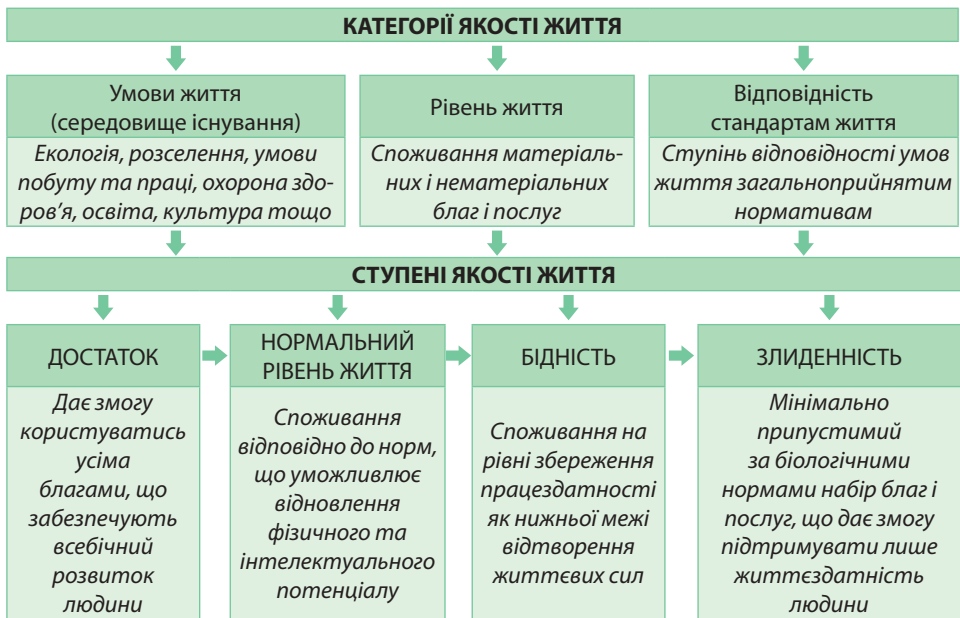 КАТЕГОРІЇ ЯКОСТІ ЖИТТЯ
Умови життя
(середовище існування)
Екологія, розселення, умови
побуту та праці, охорона здо-
ров’я, освіта, культура тощо
Рівень життя
Споживання матеріаль-
них і нематеріальних
благ і послуг
Відповідність
стандартам життя
Ступінь відповідності умов
життя загальноприйнятим
нормативам
СТУПЕНІ ЯКОСТІ ЖИТТЯ
ДОСТАТОК
Дає змогу
користуватись
усіма
благами, що
забезпечують
всебічний
розвиток
людини
НОРМАЛЬНИЙ
РІВЕНЬ ЖИТТЯ
Споживання
відповідно до норм,
що уможливлює
відновлення
фізичного та
інтелектуального
потенціалу
БІДНІСТЬ
Споживання на
рівні збереження
працездатності
як нижньої межі
відтворення
життєвих сил
ЗЛИДЕННІСТЬ
Мінімально
припустимий
за біологічними
нормами набір благ і
послуг, що дає змогу
підтримувати лише
життєздатність
людини